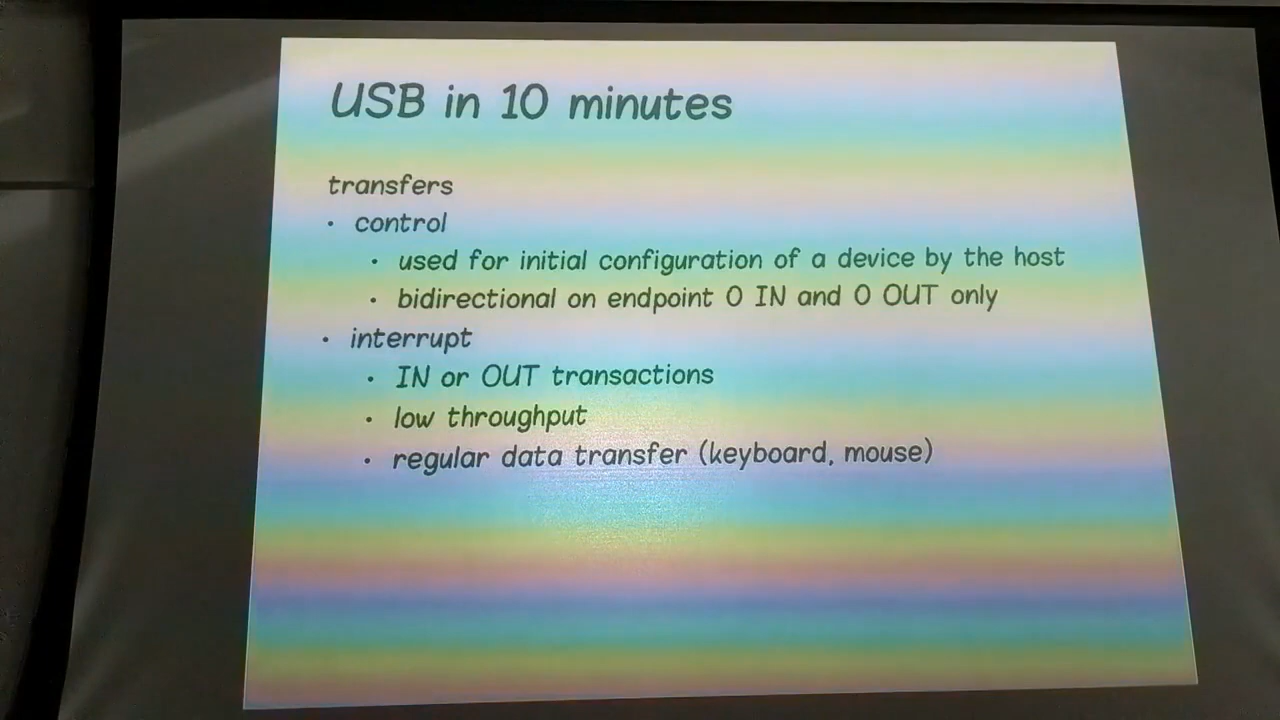 USB in 10 minutes
transfers
• control
• used for initial configuration of a device by the host
• bidirectional on endpoint 0 IN and 0 OUT only
• interrupt
• IN or OUT transactions
• low throughput
• regular data transfer (keyboard, mouse)